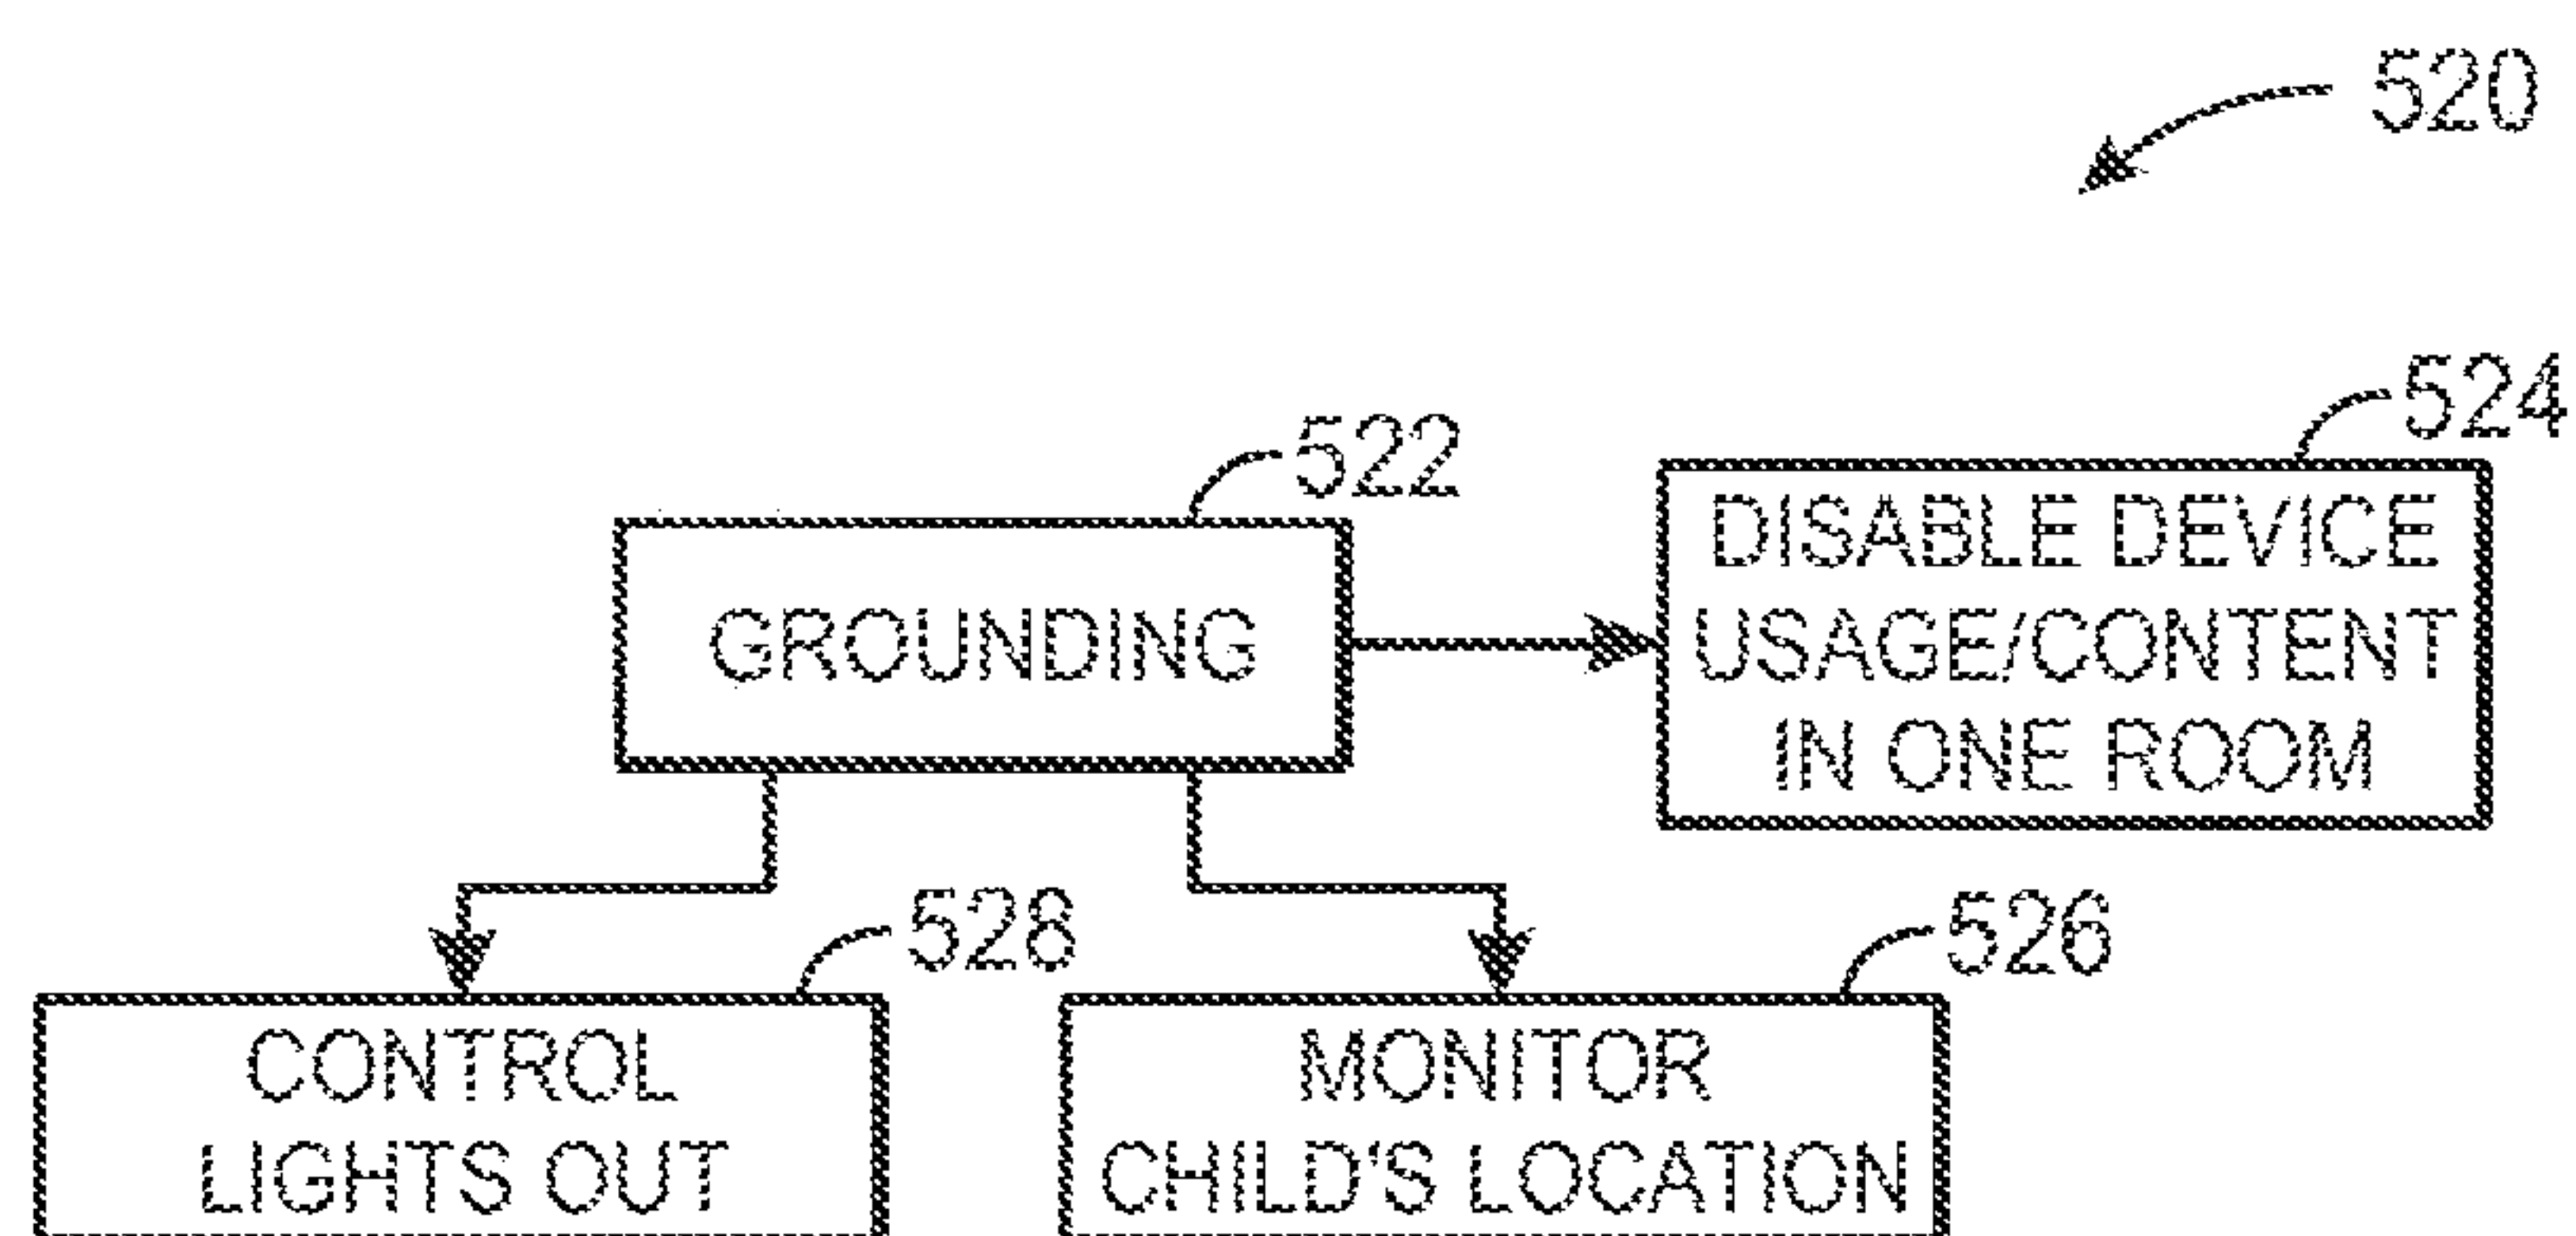 520
524
522
DISABLE DEVICE
USAGE/CONTENT
IN ONE ROOM
GROUNDING
528
526
CONTROL
LIGHTS OUT
MONITOR
CHILD'S LOCATION